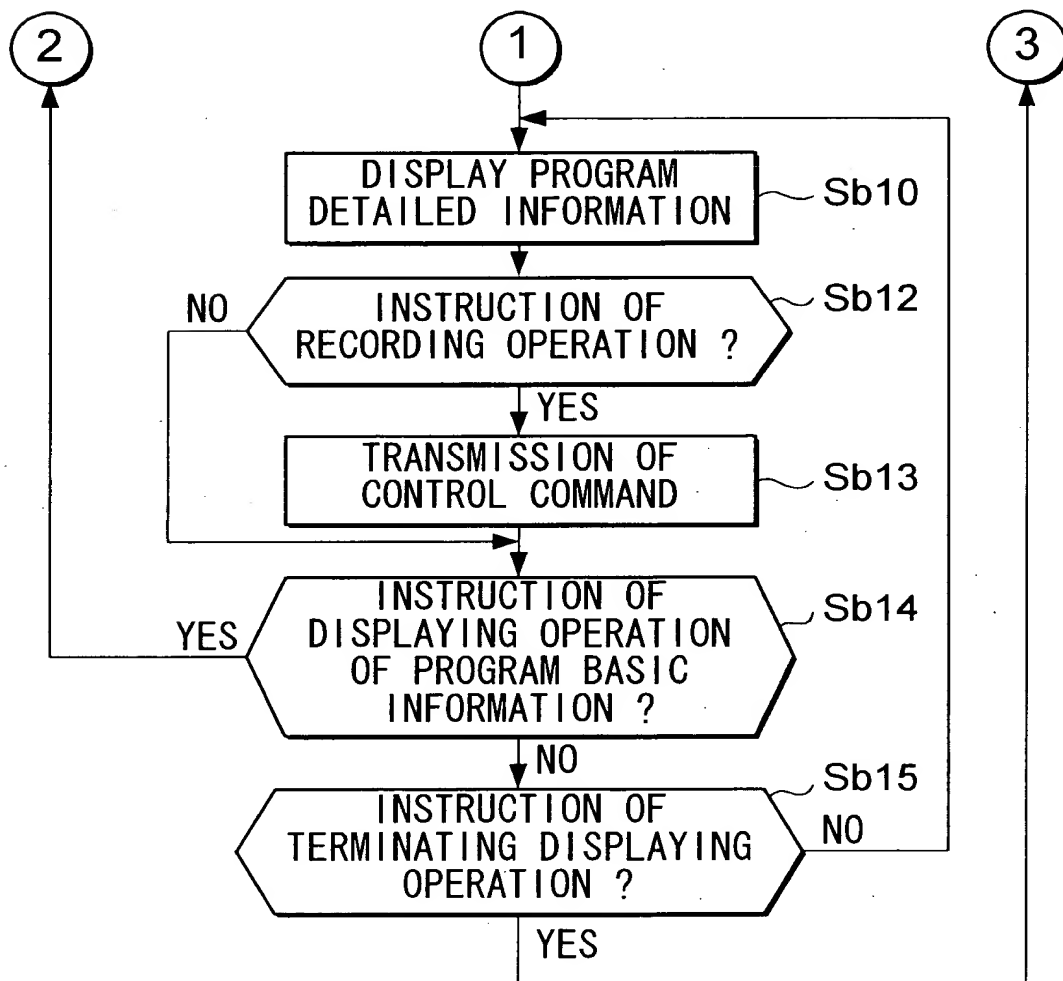 2
1
3
DISPLAY PROGRAM
DETAILED INFORMATION
Sb10
NO
INSTRUCTION OF
RECORDING OPERATION ?
Sb12
YES
TRANSMISSION OF
CONTROL COMMAND
Sb13
YES
INSTRUCTION OF
DISPLAYING OPERATION
OF PROGRAM BASIC
INFORMATION ?
Sb14
NO
INSTRUCTION OF
TERMINATING DISPLAYING
OPERATION ?
Sb15
NO
YES